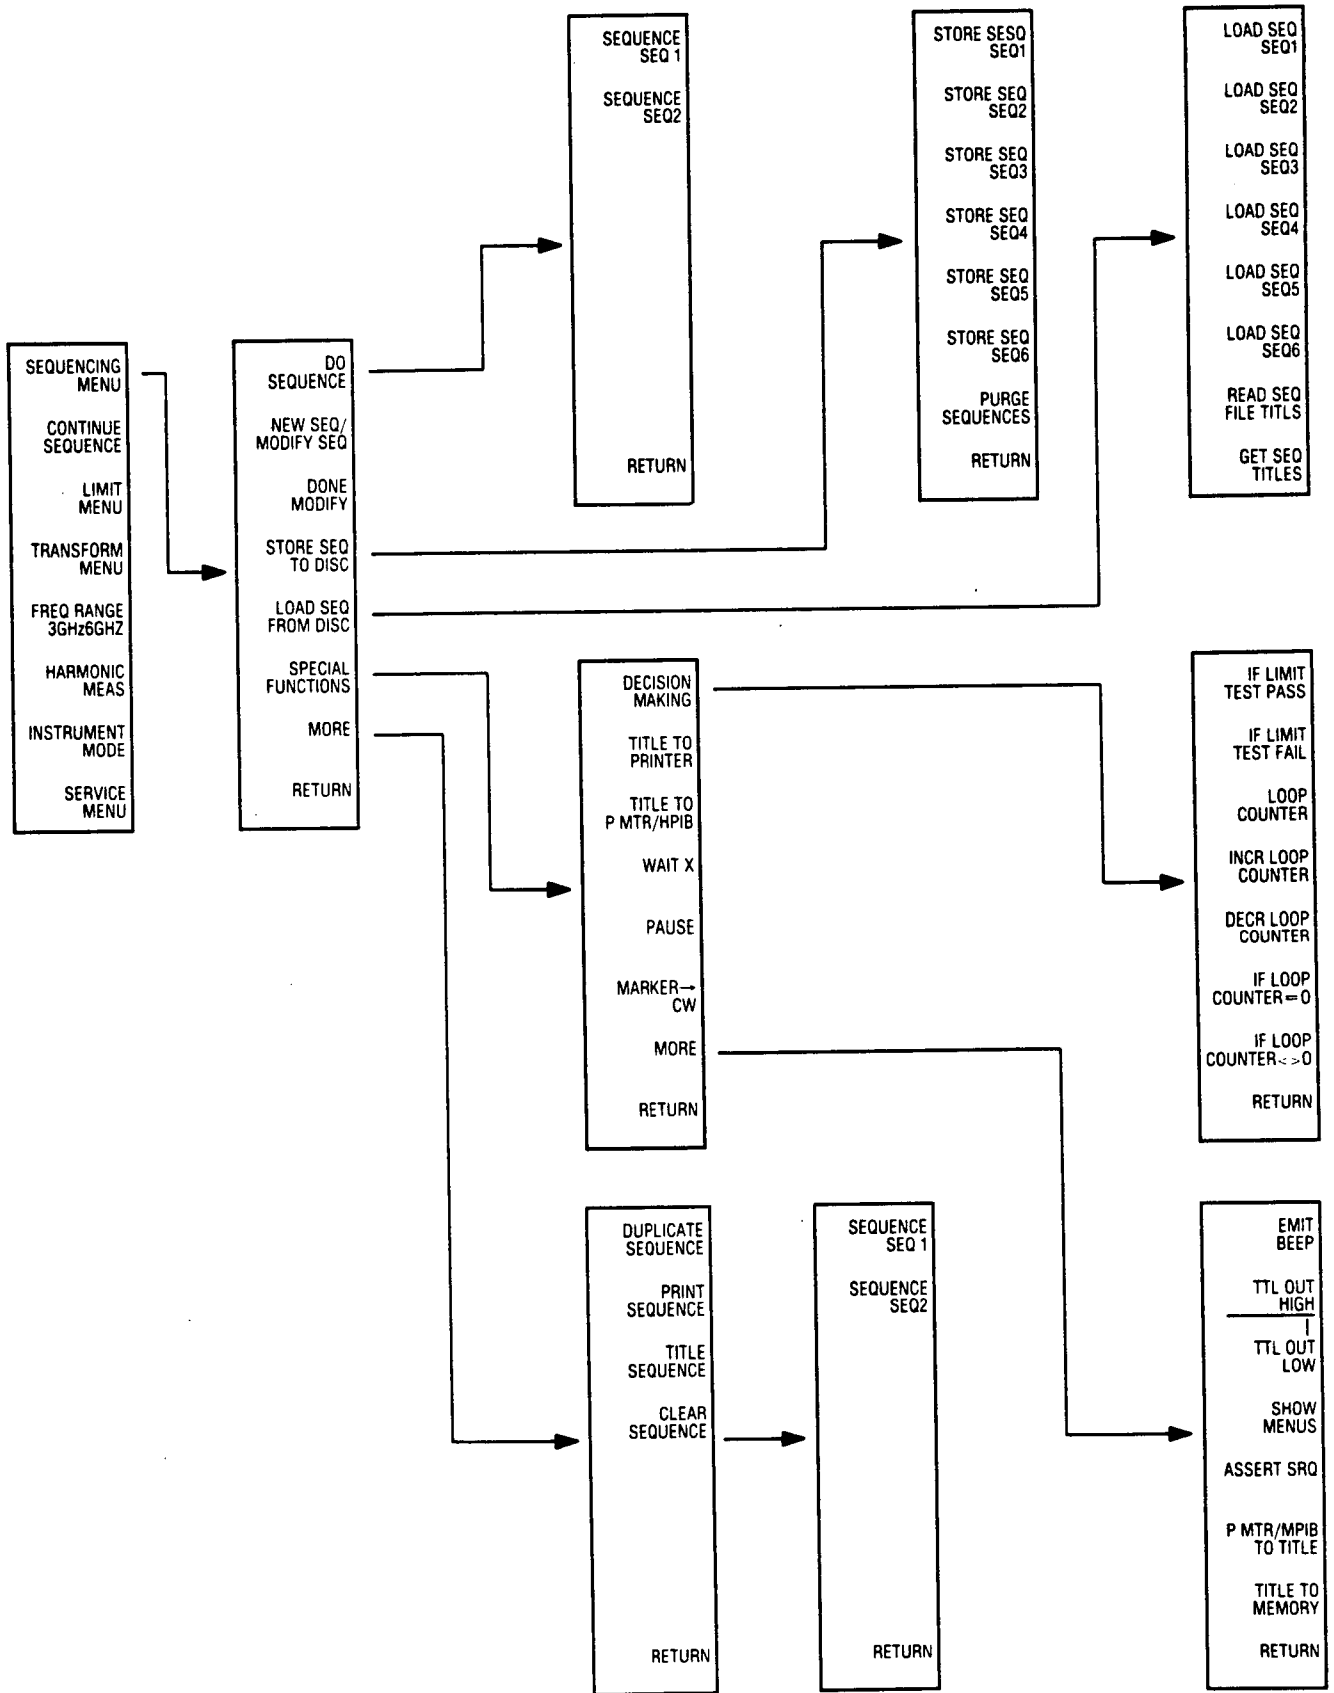 SEQUENCING
MENU
CONTINUE
SEQUENCE
LIMIT
MENU
TRANSFORM
MENU
FREQ RANGE
3GHz6GHZ
HARMONIC
MEAS
INSTRUMENT
MODE
SERVICE
MENU
DO
SEQUENCE
NEW SEQ/
MODIFY SEQ
DONE
MODIFY
STORE SEQ
TO DISC
LOAD SEQ
FROM DISC
SPECIAL
FUNCTIONS
MORE
RETURN
SEQUENCE
SEQ 1
SEQUENCE
SEQ2
RETURN
STORE SESQ
SEQ1
STORE SEQ
SEQ2
STORE SEQ
SEQ3
STORE SEQ
SEQ4
STORE SEQ
SEQ5
STORE SEQ
SEQ6
PURGE
SEQUENCES
RETURN
LOAD SEQ
SEQ1
LOAD SEQ
SEQ2
LOAD SEQ
SEQ3
LOAD SEQ
SEQ4
LOAD SEQ
SEQ5
LOAD SEQ
SEQ6
READ SEQ
FILE TITLS
GET SEQ
TITLES
DECISION
MAKING
TITLE TO
PRINTER
TITLE TO
P MTR/HPIB
WAIT X
PAUSE
MARKER→
CW
MORE
RETURN
IF LIMIT
TEST PASS
IF LIMIT
TEST FAIL
LOOP
COUNTER
INCR LOOP
COUNTER
DECR LOOP
COUNTER
IF LOOP
COUNTER=0
IF LOOP
COUNTER<>0
RETURN
DUPLICATE
SEQUENCE
PRINT
SEQUENCE
TITLE
SEQUENCE
CLEAR
SEQUENCE
RETURN
SEQUENCE
SEQ 1
SEQUENCE
SEQ2
RETURN
EMIT
BEEP
TTL OUT
HIGH
TTL OUT
LOW
SHOW
MENUS
ASSERT SRQ
P MTR/MPIB
TO TITLE
TITLE TO
MEMORY
RETURN